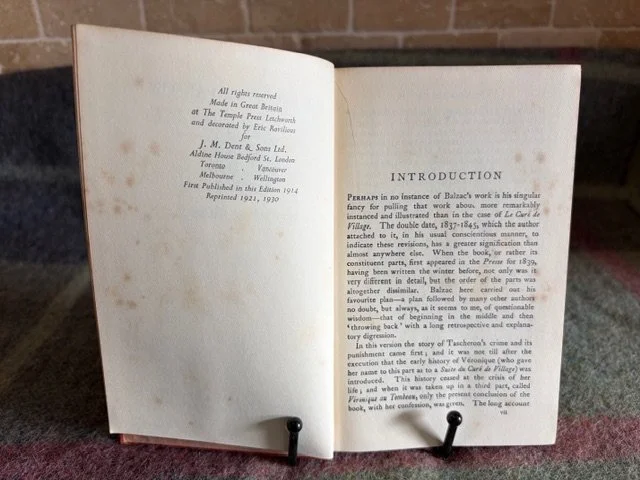 All rights reserved
Made in Great Britain
at The Temple Press Letchworth
and decorated by Eric Ravilious
for
J. M. Dent & Sons Ltd.
Aldine House Bedford St. London
Toronto . Vancouver
Melbourne . Wellington
First Published in this Edition 1914
Reprinted 1921, 1930
INTRODUCTION
PERHAPS in no instance of Balzac's work is his singular
fancy for pulling that work about more remarkably
instanced and illustrated than in the case of Le Curé de
Village. The double date, 1837-1845, which the author
attached to it, in his usual conscientious manner, to
indicate these revisions, has a greater signification than
almost anywhere else. When the book, or rather its
constituent parts, first appeared in the Presse for 1839,
having been written the winter before, not only was it
very different in detail, but the order of the parts was
altogether dissimilar. Balzac here carried out his
favourite plan—a plan followed by many other authors
no doubt, but always, as it seems to me, of questionable
wisdom—that of beginning in the middle and then
'throwing back' with a long retrospective and explana-
tory digression.
In this version the story of Tascheron's crime and its
punishment came first; and it was not till after the
execution that the early history of Véronique (who gave
her name to this part as to a Suite du Curé de Village) was
introduced. This history ceased at the crisis of her
life; and when it was taken up in a third part, called
Véronique au Tombeau, only the present conclusion of the
book, with her confession, was given. The long account
vii